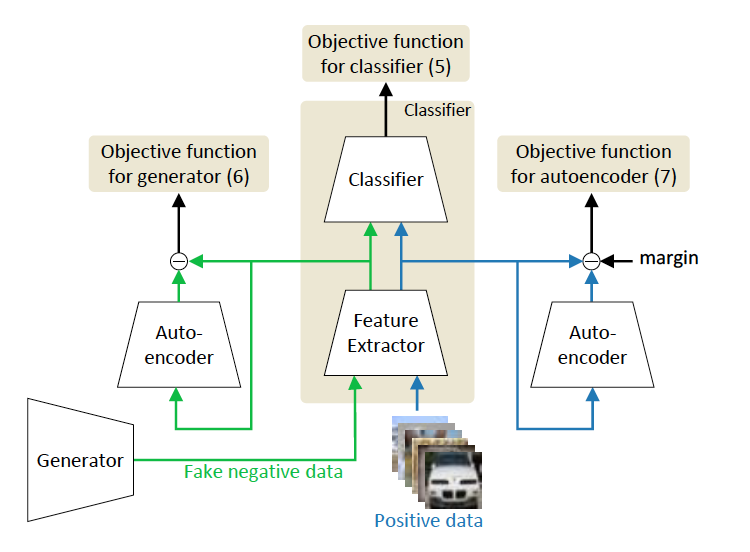 Objective function
for classifier (5)
Classifier
Objective function
for generator (6)
Classifier
Objective function
for autoencoder (7)
margin
Auto-
encoder
Feature
Extractor
Auto-
encoder
Generator
Fake negative data
Positive data